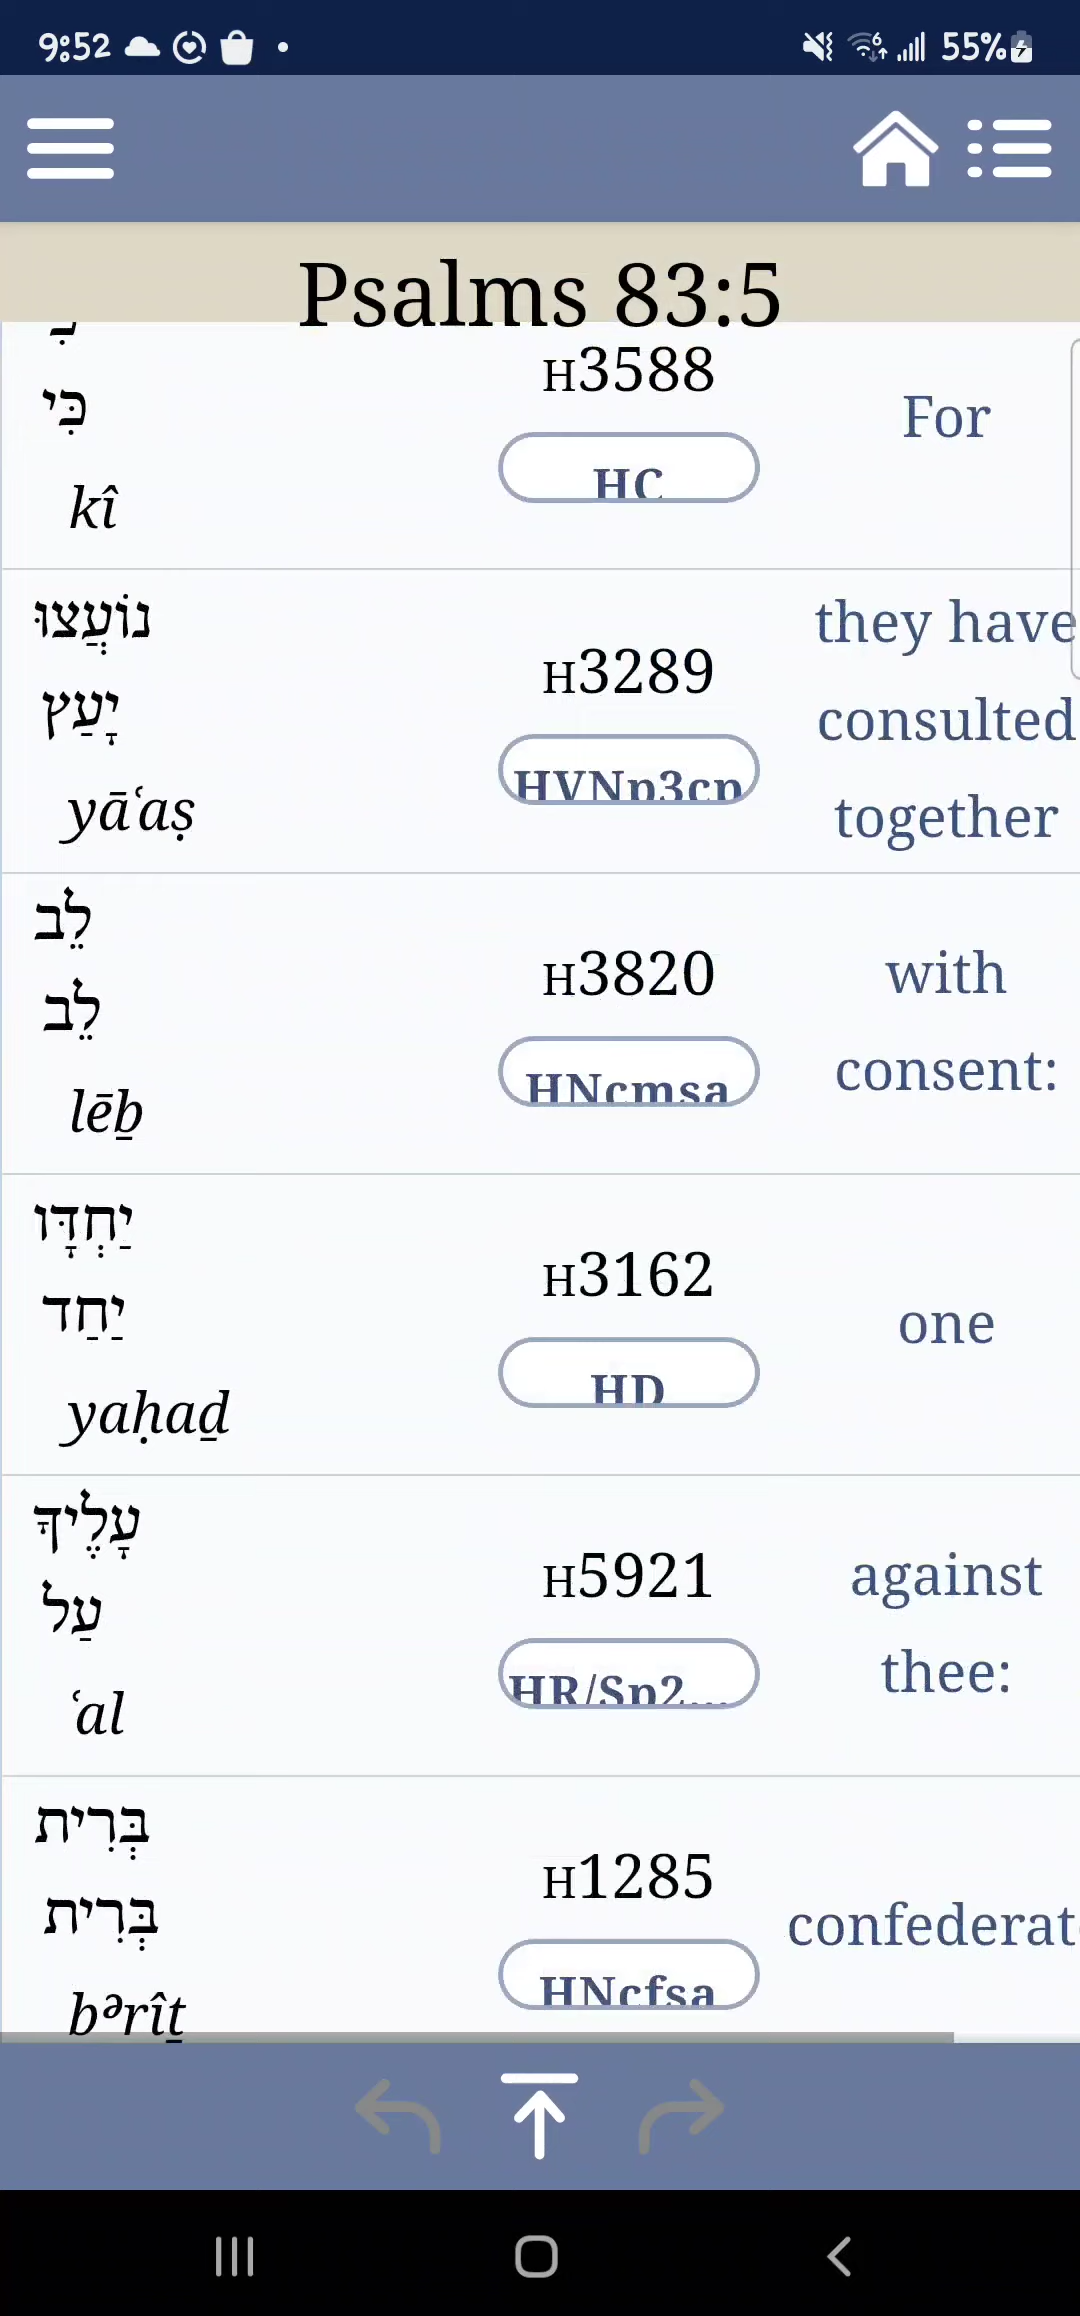 9:52
55%
Psalms 83:5
כִּי
kî
H3588
HC
For
נוֹעֲצוּ
יָעַץ
yāʿaṣ
H3289
HVNp3cp
they have
consulted
together
לֵב
לֵב
lēḇ
H3820
HNcmsa
with
consent:
יַחְדָּו
יַחַד
yaḥaḏ
H3162
HD
one
עָלֶיךָ
עַל
ʿal
H5921
HR/Sp2...
against
thee:
בְּרִית
בְּרִית
bᵊrîṯ
H1285
HNcfsa
confederat